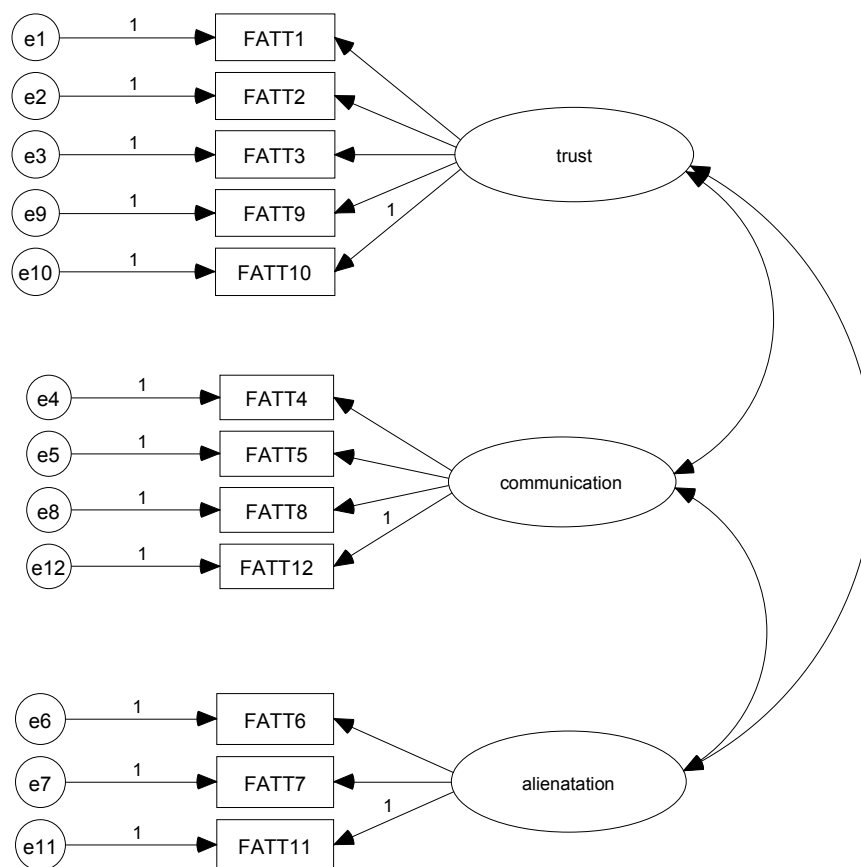 e1 1 FATT1
e2 1 FATT2
e3 1 FATT3 trust
e9 1 FATT9 1
e10 1 FATT10
e4 1 FATT4
e5 1 FATT5
e8 1 FATT8 communication
e12 1 FATT12 1
e6 1 FATT6
e7 1 FATT7 alienatation
e11 1 FATT11 1